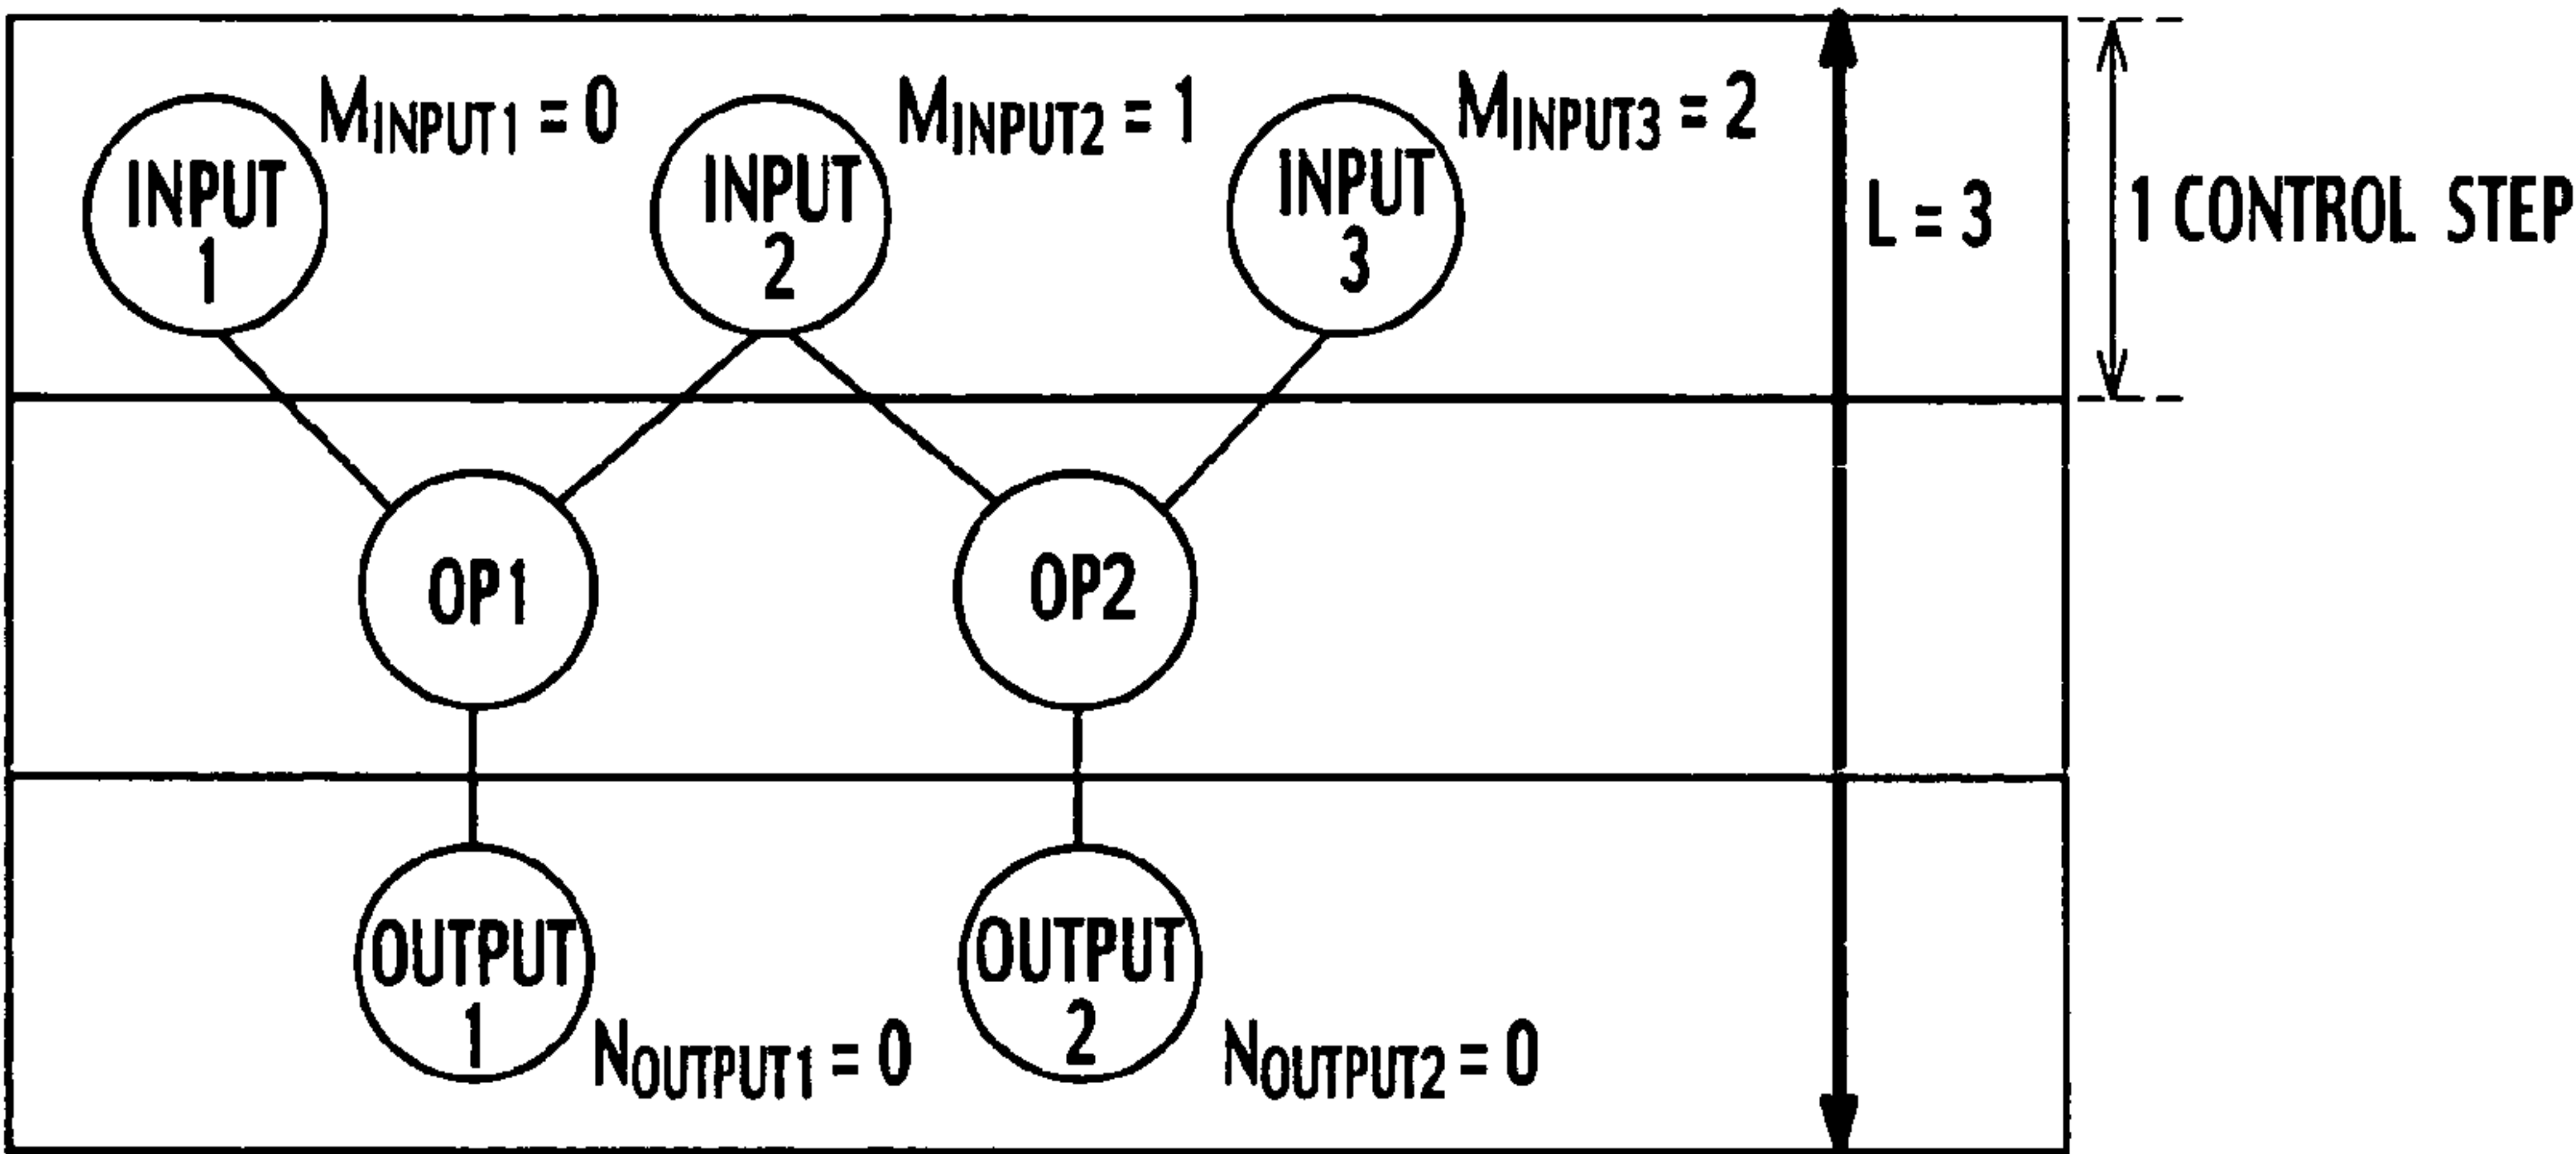 MINPUT1 = 0
MINPUT2 = 1
MINPUT3 = 2
INPUT
1
INPUT
2
INPUT
3
L = 3
1 CONTROL STEP
OP1
OP2
OUTPUT
1
OUTPUT
2
NOUTPUT1 = 0
NOUTPUT2 = 0